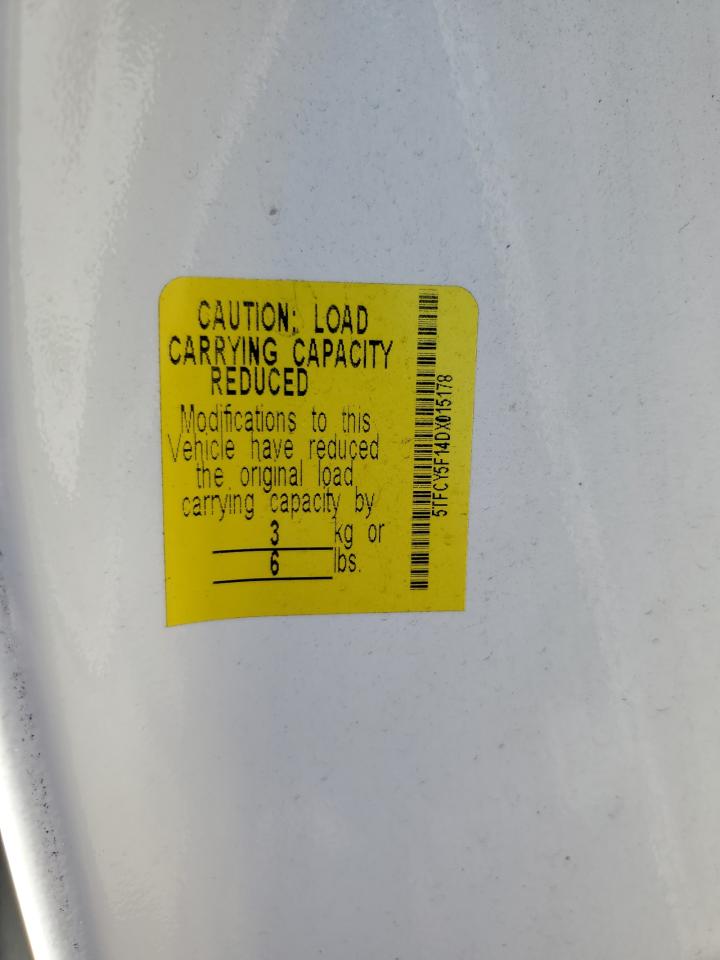 CAUTION: LOAD
CARRYING CAPACITY
REDUCED
Modifications to this
Vehicle have reduced
the original load
carrying capacity by
3 kg or
6 lbs.
5TFCY5F14DX015178